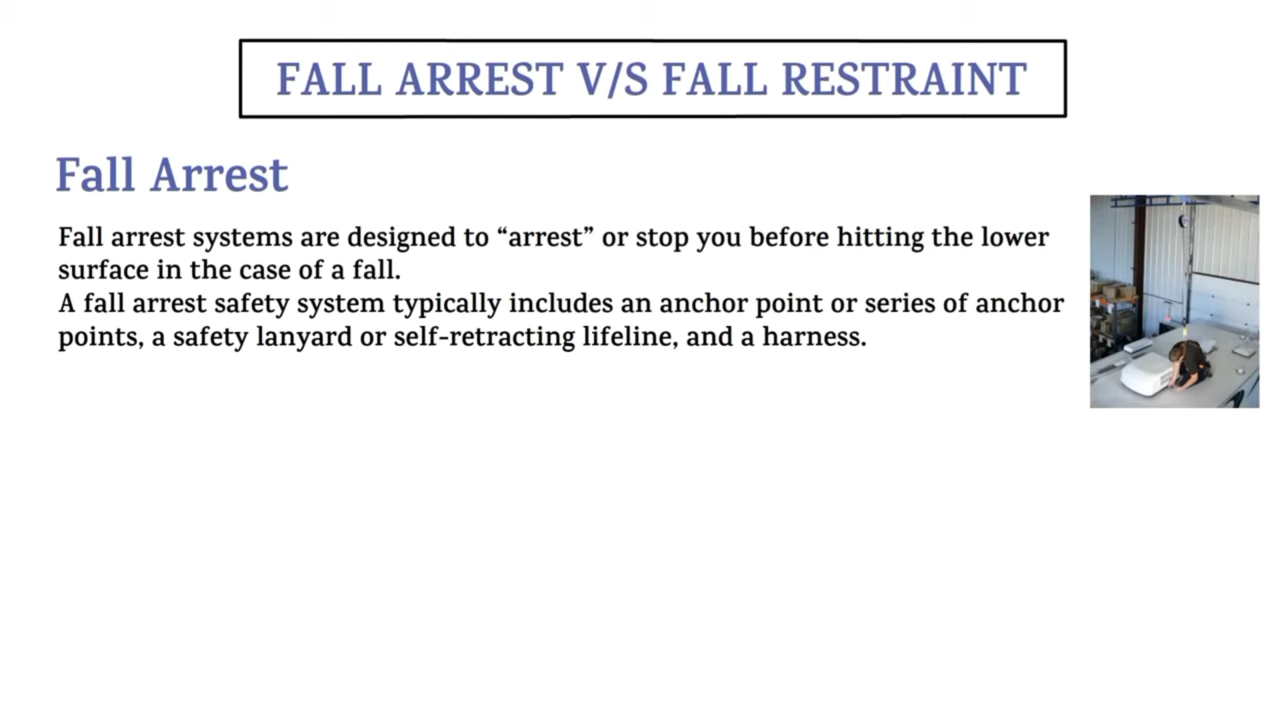 FALL ARREST V/S FALL RESTRAINT
Fall Arrest
Fall arrest systems are designed to “arrest” or stop you before hitting the lower
surface in the case of a fall.
A fall arrest safety system typically includes an anchor point or series of anchor
points, a safety lanyard or self-retracting lifeline, and a harness.